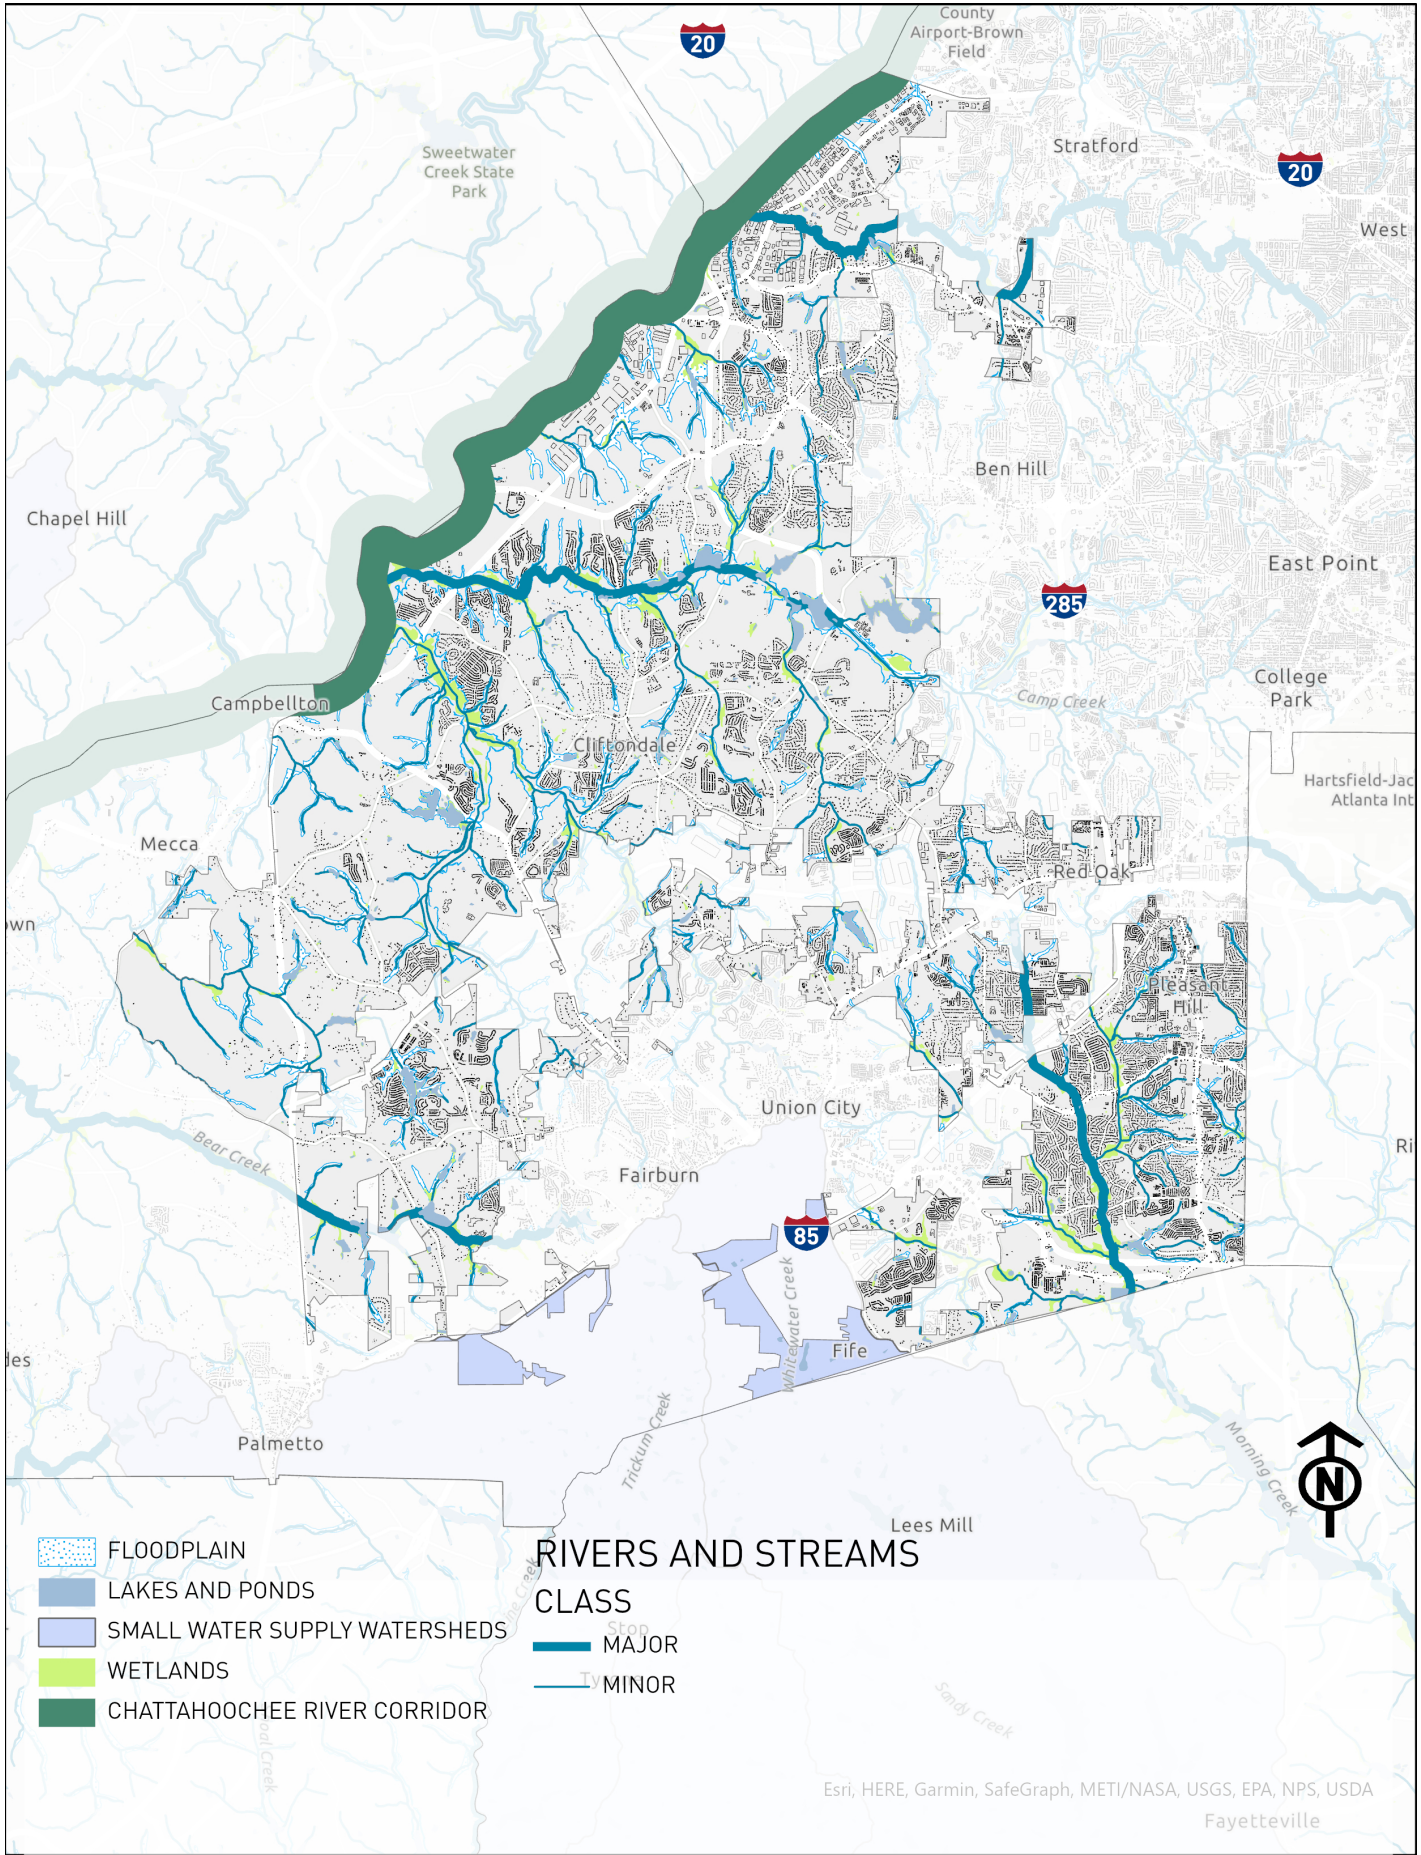 County
Airport-Brown
Field
20
Stratford
20
Sweetwater
Creek State
Park
West
Ben Hill
Chapel Hill
East Point
285
College
Park
Camp Creek
Campbellton
Cliftondale
Hartsfield-Jac
Atlanta Int
Mecca
Red Oak
own
Pleasant
Hill
Union City
Bear Creek
Ri
Fairburn
85
Whitewater Creek
Fife
des
Trickum Creek
Palmetto
Morning Creek
N
Lees Mill
RIVERS AND STREAMS
CLASS
MAJOR
MINOR
FLOODPLAIN
LAKES AND PONDS
SMALL WATER SUPPLY WATERSHEDS
WETLANDS
CHATTAHOOCHEE RIVER CORRIDOR
Stop
Sandy Creek
Esri, HERE, Garmin, SafeGraph, METI/NASA, USGS, EPA, NPS, USDA
Fayetteville